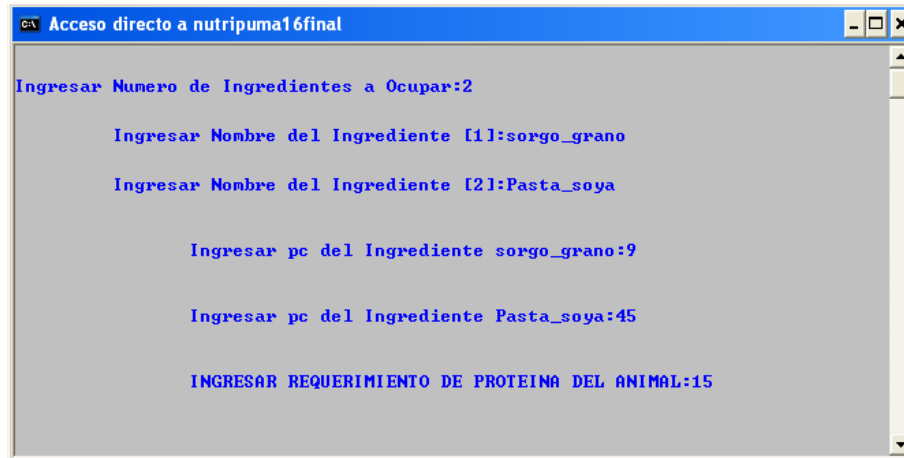 Acceso directo a nutripuma16final
Ingresar Numero de Ingredientes a Ocupar:2
Ingresar Nombre del Ingrediente [1]:sorgo_grano
Ingresar Nombre del Ingrediente [2]:Pasta_soya
Ingresar pc del Ingrediente sorgo_grano:9
Ingresar pc del Ingrediente Pasta_soya:45
INGRESAR REQUERIMIENTO DE PROTEINA DEL ANIMAL:15